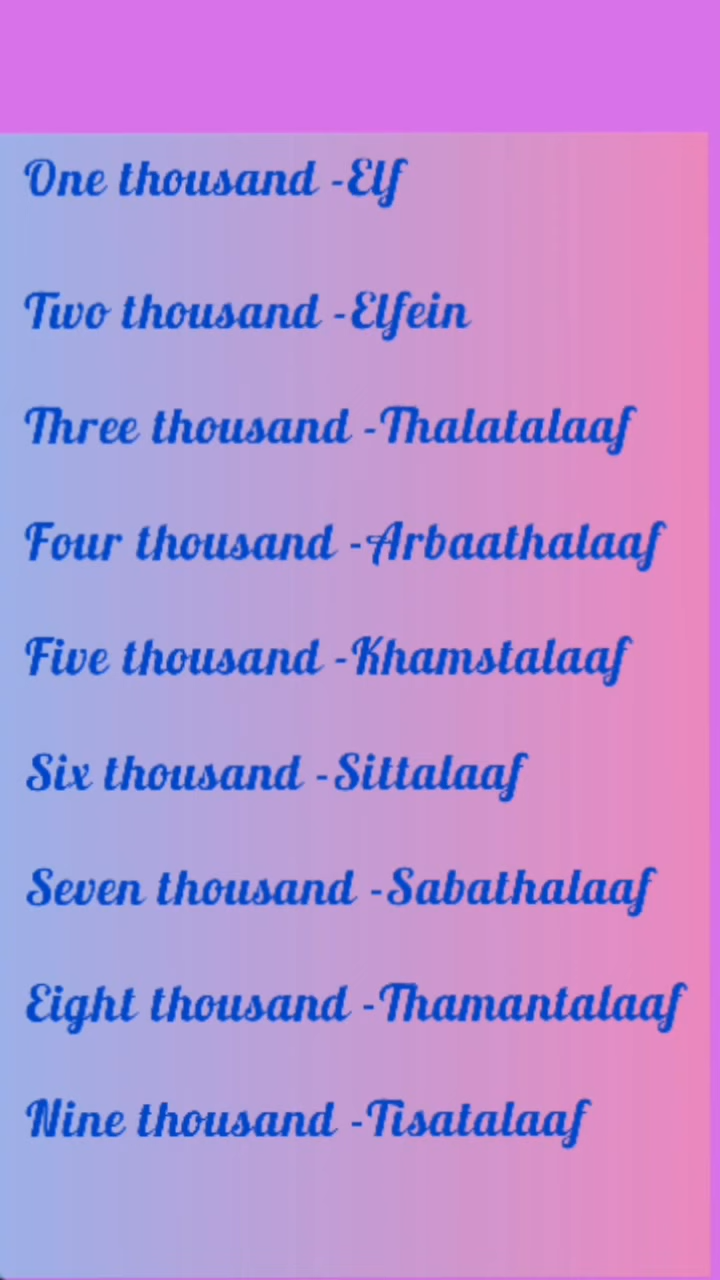 One thousand -Elf
Two thousand -Elfein
Three thousand -Thalatalaaf
Four thousand -Arbaathalaaf
Five thousand -Khamstalaaf
Six thousand -Sittalaaf
Seven thousand -Sabathalaaf
Eight thousand -Thamantalaaf
Nine thousand -Tisatalaaf